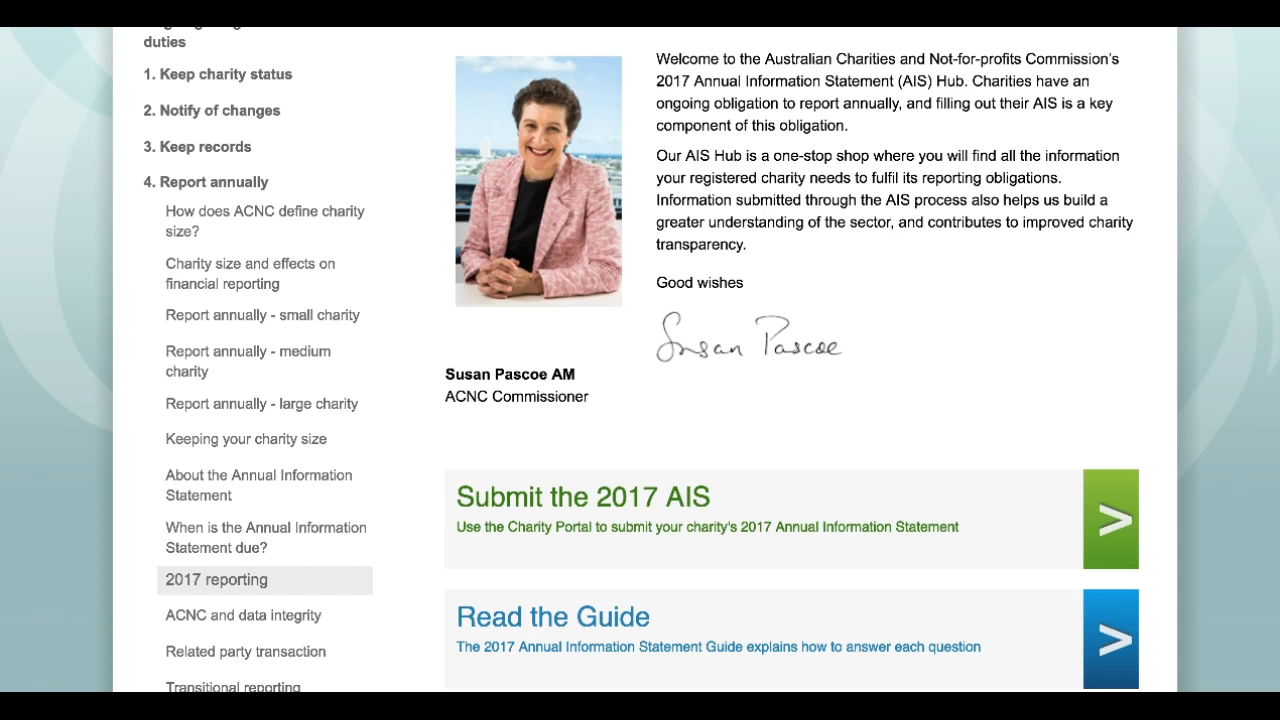 duties
1. Keep charity status
2. Notify of changes
3. Keep records
4. Report annually
How does ACNC define charity
size?
Charity size and effects on
financial reporting
Report annually - small charity
Report annually - medium
charity
Report annually - large charity
Keeping your charity size
About the Annual Information
Statement
When is the Annual Information
Statement due?
2017 reporting
ACNC and data integrity
Related party transaction
Transitional reporting
Welcome to the Australian Charities and Not-for-profits Commission's
2017 Annual Information Statement (AIS) Hub. Charities have an
ongoing obligation to report annually, and filling out their AIS is a key
component of this obligation.
Our AIS Hub is a one-stop shop where you will find all the information
your registered charity needs to fulfil its reporting obligations.
Information submitted through the AIS process also helps us build a
greater understanding of the sector, and contributes to improved charity
transparency.
Good wishes
Susan Pascoe
Susan Pascoe AM
ACNC Commissioner
Submit the 2017 AIS
Use the Charity Portal to submit your charity's 2017 Annual Information Statement
>
Read the Guide
The 2017 Annual Information Statement Guide explains how to answer each question
>